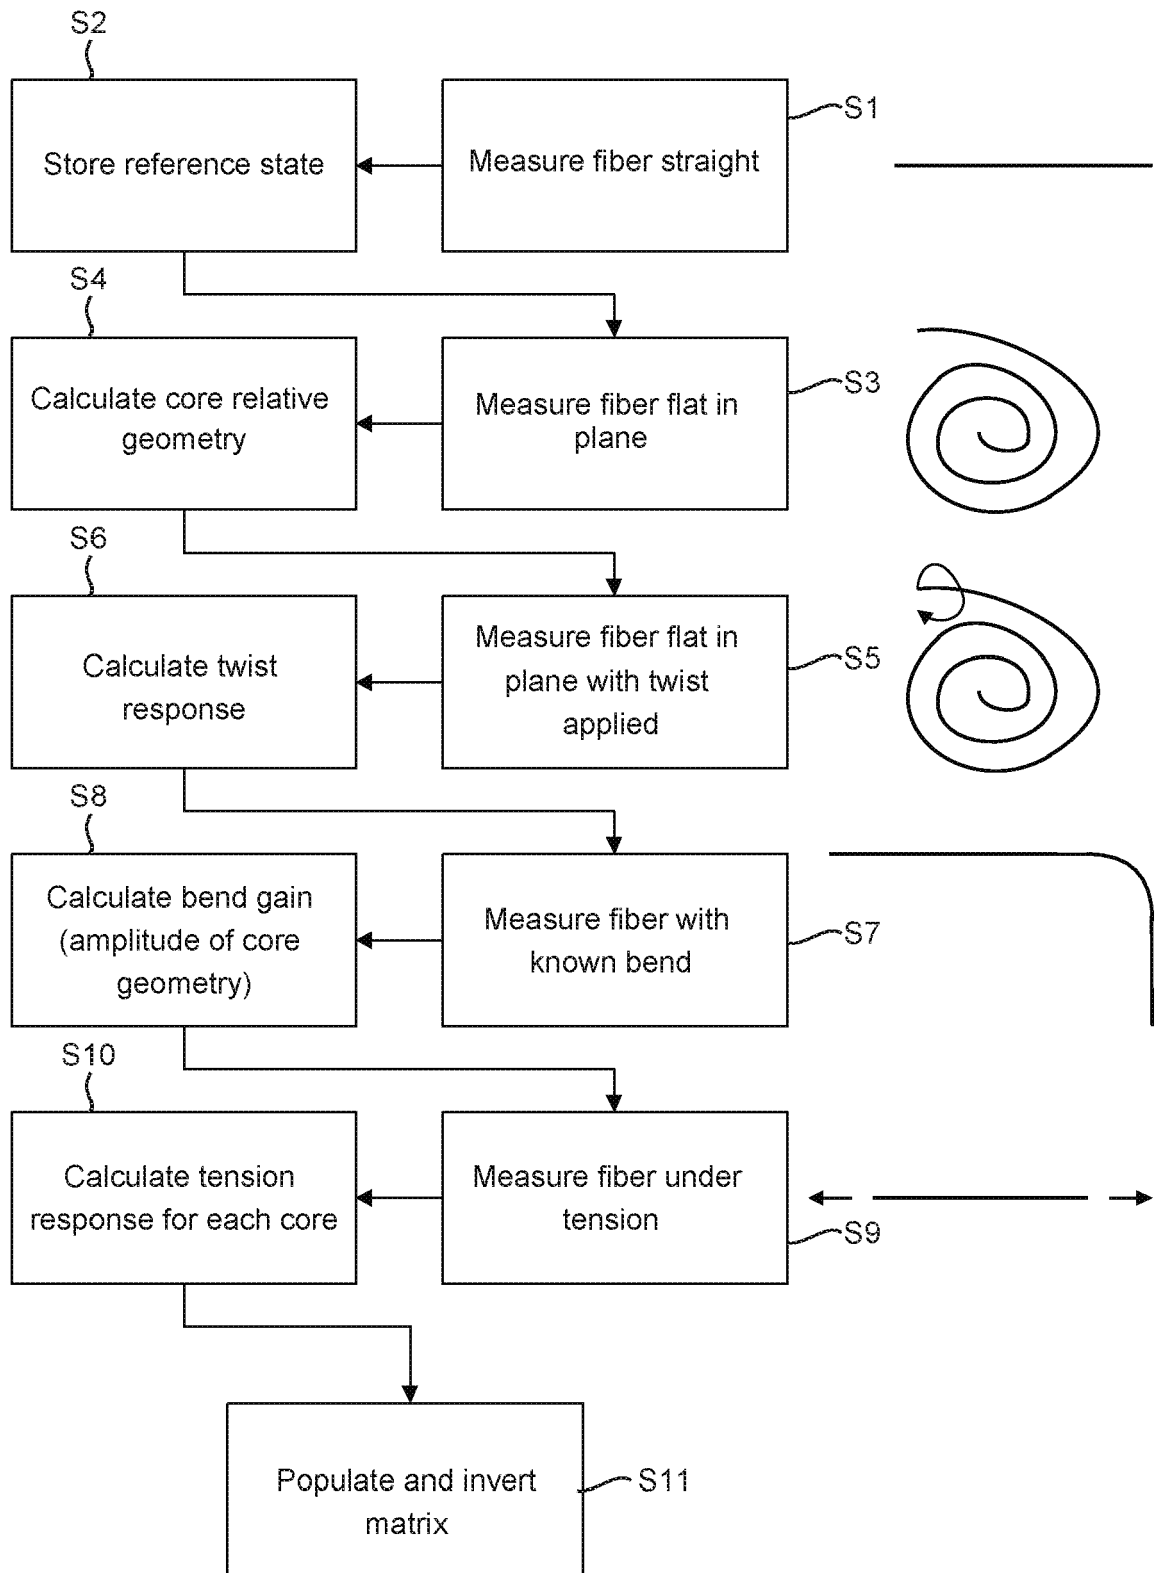 S2
Store reference state
Measure fiber straight
S1
S4
Calculate core relative
geometry
Measure fiber flat in
plane
S3
S6
Calculate twist
response
Measure fiber flat in
plane with twist
applied
S5
S8
Calculate bend gain
(amplitude of core
geometry)
Measure fiber with
known bend
S7
S10
Calculate tension
response for each core
Measure fiber under
tension
S9
Populate and invert
matrix
S11